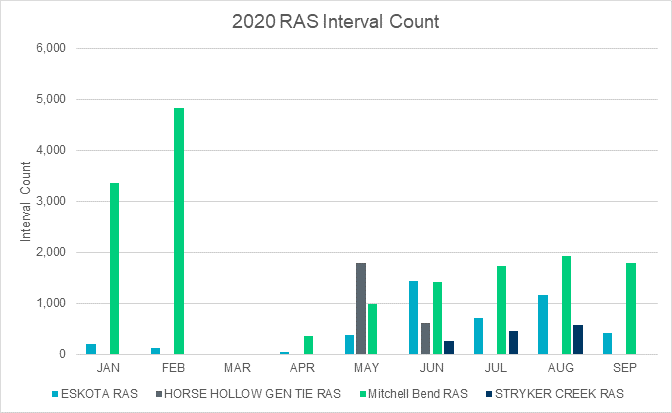 2020 RAS Interval Count
6,000
5,000
4,000
3,000
2,000
1,000
0
Interval Count
JAN FEB MAR APR MAY JUN JUL AUG SEP
ESKOTA RAS HORSE HOLLOW GEN TIE RAS Mitchell Bend RAS STRYKER CREEK RAS